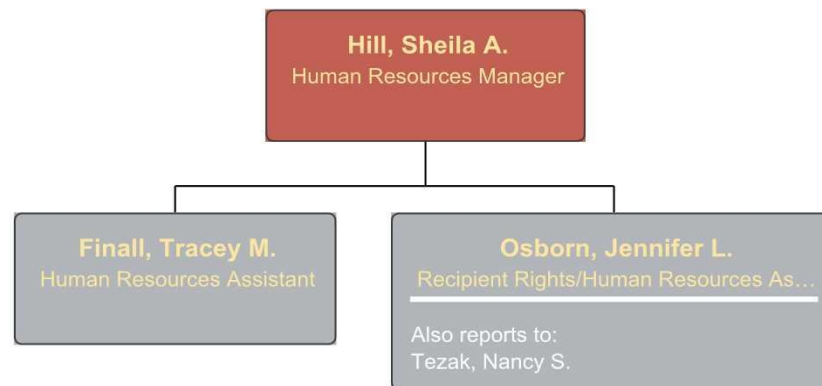 Hill, Sheila A.
Human Resources Manager
Finall, Tracey M.
Human Resources Assistant
Osborn, Jennifer L.
Recipient Rights/Human Resources As...
Also reports to:
Tezak, Nancy S.